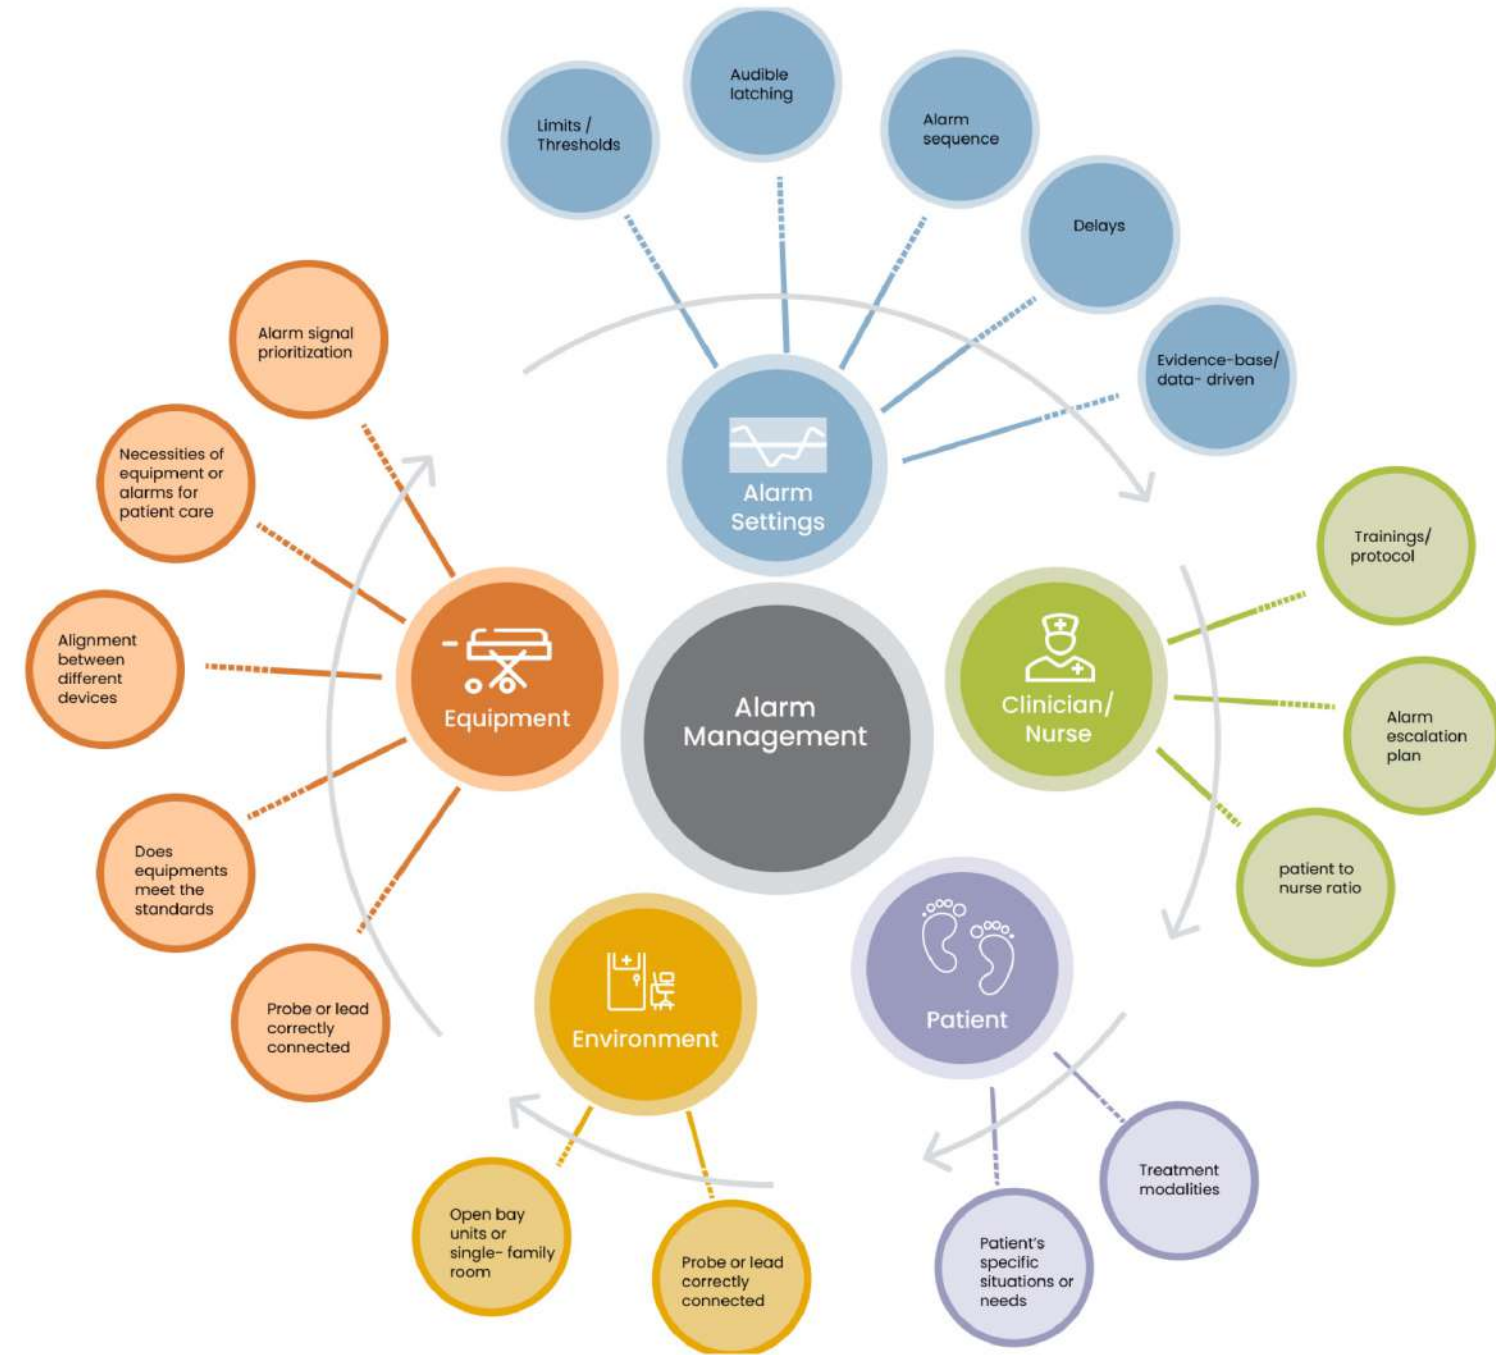 Audible
latching
Limits /
Thresholds
Alarm
sequence
Delays
Evidence-base/
data- driven
Alarm
Settings
Alarm signal
prioritization
Necessities of
equipment or
alarms for
patient care
Alignment
between
different
devices
Does
equipments
meet the
standards
Probe or lead
correctly
connected
Equipment
Alarm
Management
Clinician/
Nurse
Trainings/
protocol
Alarm
escalation
plan
patient to
nurse ratio
Patient
Treatment
modalities
Patient's
specific
situations or
needs
Environment
Open bay
units or
single- family
room
Probe or lead
correctly
connected